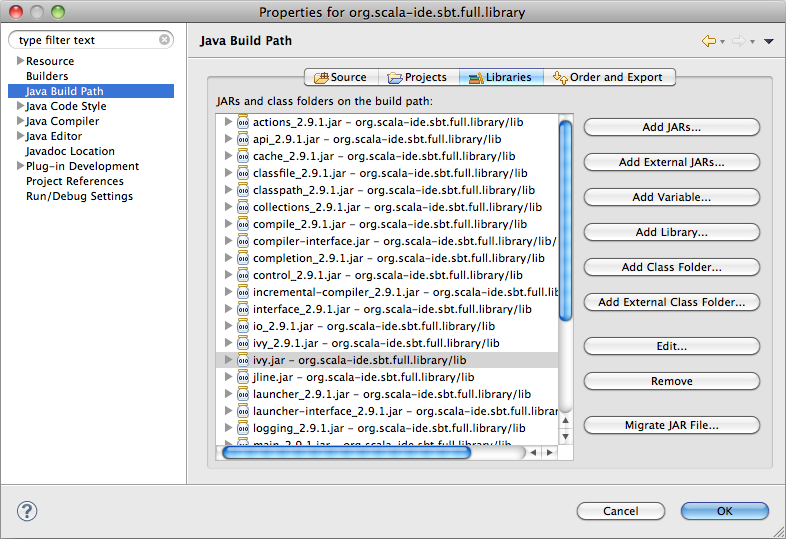 Properties for org.scala-ide.sbt.full.library
type filter text
Resource
Builders
Java Build Path
Java Code Style
Java Compiler
Java Editor
Javadoc Location
Plug-in Development
Project References
Run/Debug Settings
Java Build Path
Source Projects Libraries Order and Export
JARs and class folders on the build path:
actions_2.9.1.jar – org.scala-ide.sbt.full.library/lib
api_2.9.1.jar – org.scala-ide.sbt.full.library/lib
cache_2.9.1.jar – org.scala-ide.sbt.full.library/lib
classfile_2.9.1.jar – org.scala-ide.sbt.full.library/lib
classpath_2.9.1.jar – org.scala-ide.sbt.full.library/lib
collections_2.9.1.jar – org.scala-ide.sbt.full.library/lib
compile_2.9.1.jar – org.scala-ide.sbt.full.library/lib
compiler-interface.jar – org.scala-ide.sbt.full.library/lib/
completion_2.9.1.jar – org.scala-ide.sbt.full.library/lib
control_2.9.1.jar – org.scala-ide.sbt.full.library/lib
incremental-compiler_2.9.1.jar – org.scala-ide.sbt.full.lib
interface_2.9.1.jar – org.scala-ide.sbt.full.library/lib
io_2.9.1.jar – org.scala-ide.sbt.full.library/lib
ivy_2.9.1.jar – org.scala-ide.sbt.full.library/lib
ivy.jar – org.scala-ide.sbt.full.library/lib
jline.jar – org.scala-ide.sbt.full.library/lib
launcher_2.9.1.jar – org.scala-ide.sbt.full.library/lib
launcher-interface_2.9.1.jar – org.scala-ide.sbt.full.librar
logging_2.9.1.jar – org.scala-ide.sbt.full.library/lib
main_2.9.1.jar – org.scala-ide.sbt.full.library/lib
Add JARs...
Add External JARs...
Add Variable...
Add Library...
Add Class Folder...
Add External Class Folder...
Edit...
Remove
Migrate JAR File...
Cancel
OK